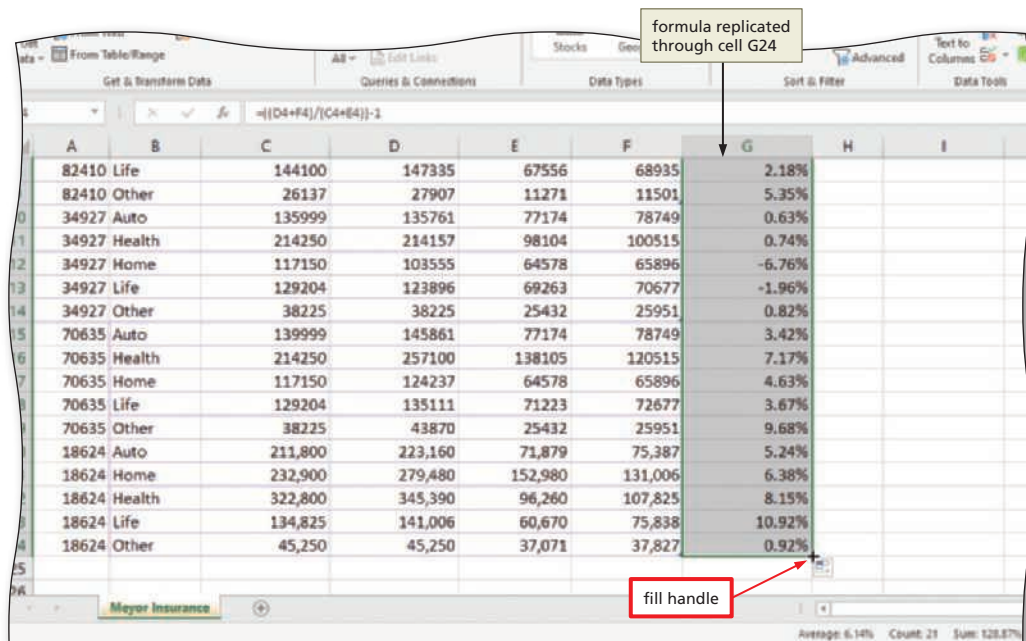 formula replicated
through cell G24
From Table/Range
All
Edit Links
Stocks
Advanced
Text to
Columns
Get & Transform Data
Queries & Connections
Data Types
Sort & Filter
Data Tools
fx =((D4+F4)/(C4+E4))-1
A B C D E F G H I
82410 Life 144100 147335 67556 68935 2.18%
82410 Other 26137 27907 11271 11501 5.35%
34927 Auto 135999 135761 77174 78749 0.63%
34927 Health 214250 214157 98104 100515 0.74%
34927 Home 117150 103555 64578 65896 -6.76%
34927 Life 129204 123896 69263 70677 -1.96%
34927 Other 38225 38225 25432 25951 0.82%
70635 Auto 139999 145861 77174 78749 3.42%
70635 Health 214250 257100 138105 120515 7.17%
70635 Home 117150 124237 64578 65896 4.63%
70635 Life 129204 135111 71223 72677 3.67%
70635 Other 38225 43870 25432 25951 9.68%
18624 Auto 211,800 223,160 71,879 75,387 5.24%
18624 Home 232,900 279,480 152,980 131,006 6.38%
18624 Health 322,800 345,390 96,260 107,825 8.15%
18624 Life 134,825 141,006 60,670 75,838 10.92%
18624 Other 45,250 45,250 37,071 37,827 0.92%
25
26
fill handle
Meyor Insurance
Average: 6.14% Count: 21 Sum: 128.87%